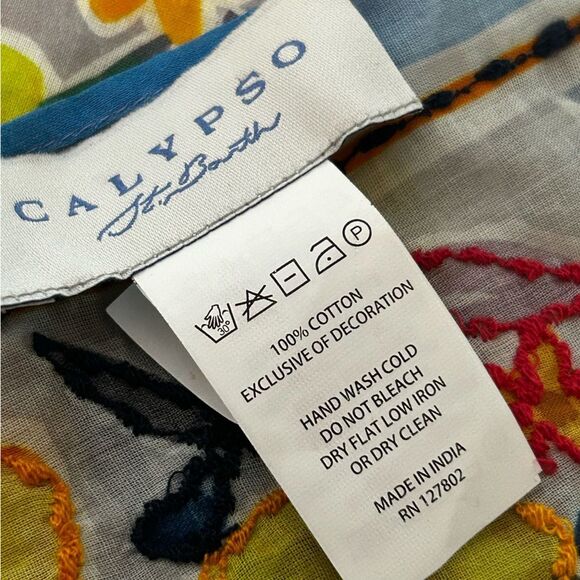 CALYPSO
St. Barth
30°
P
100% COTTON
EXCLUSIVE OF DECORATION
HAND WASH COLD
DO NOT BLEACH
DRY FLAT LOW IRON
OR DRY CLEAN
MADE IN INDIA
RN 127802